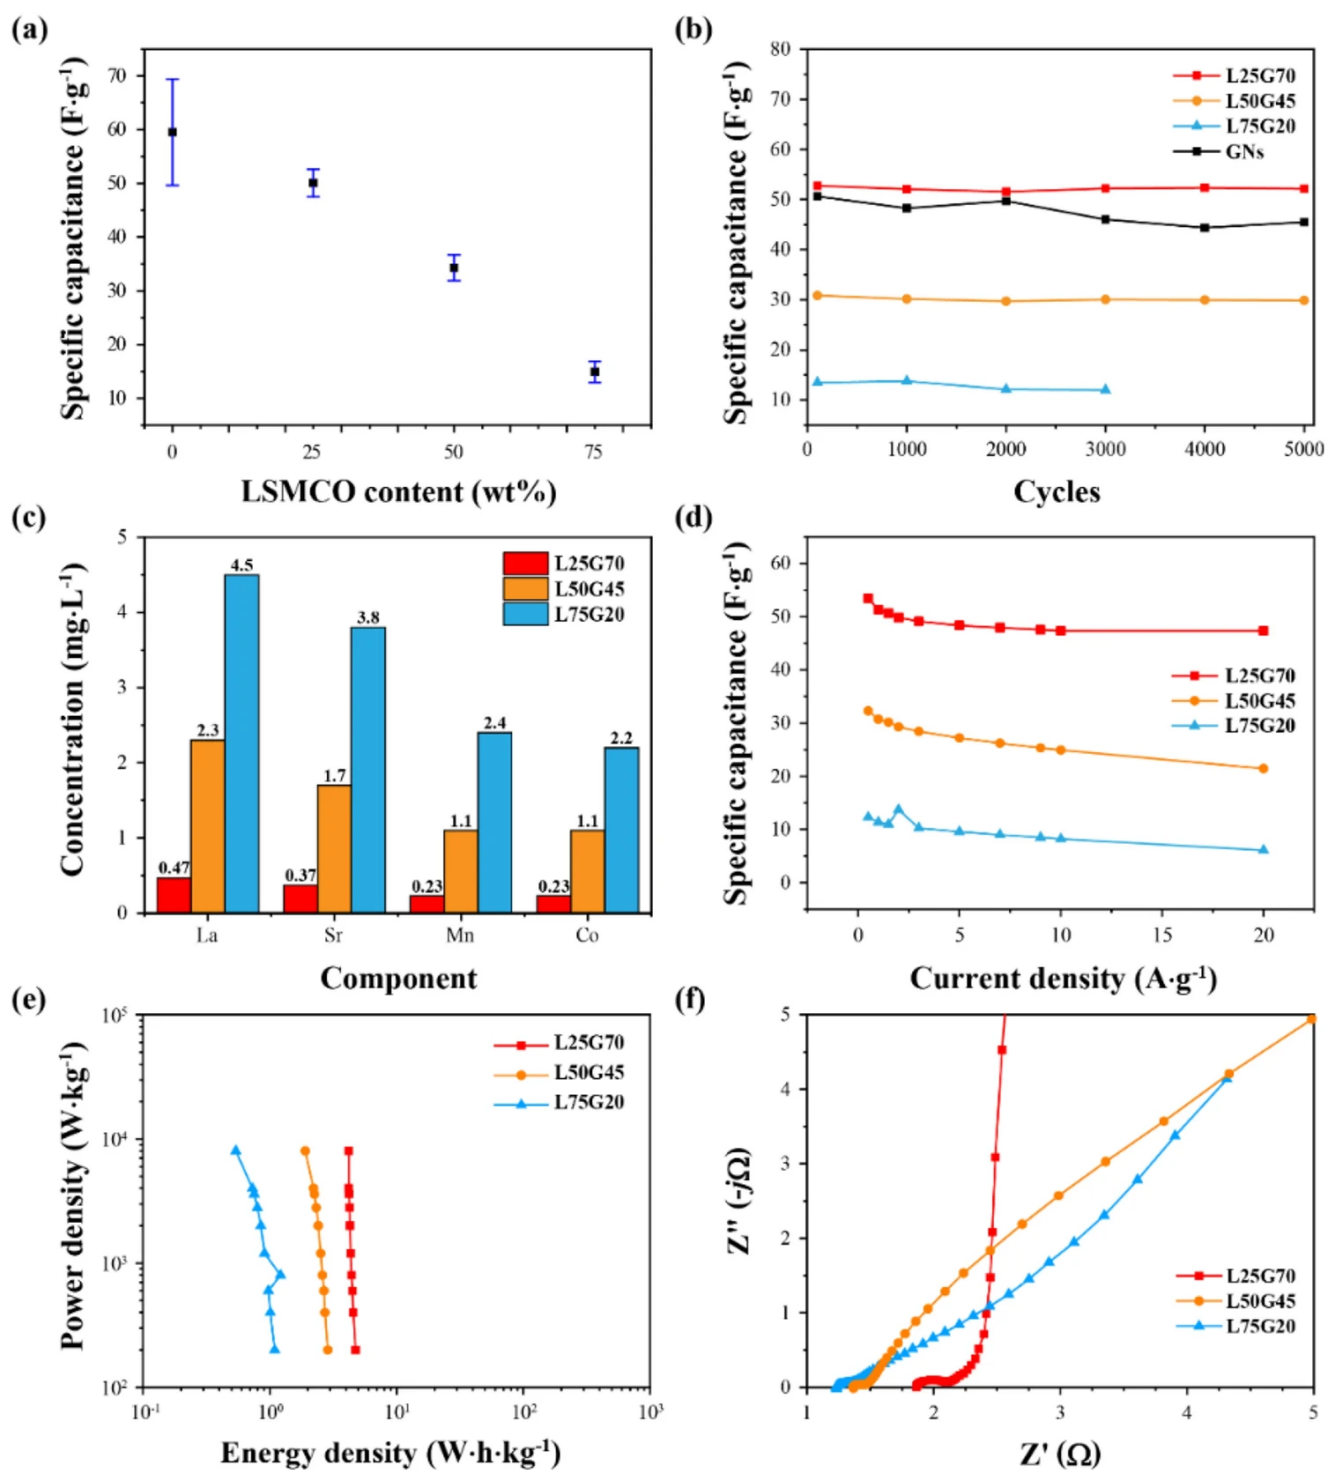 (a)
Specific capacitance (F·g⁻¹)
70
60
50
40
30
20
10
0 25 50 75
LSMCO content (wt%)
(b)
Specific capacitance (F·g⁻¹)
80
70
60
50
40
30
20
10
L25G70
L50G45
L75G20
GNs
0 1000 2000 3000 4000 5000
Cycles
(c)
Concentration (mg·L⁻¹)
5
4
3
2
1
0
L25G70
L50G45
L75G20
0.47 2.3 4.5
0.37 1.7 3.8
0.23 1.1 2.4
0.23 1.1 2.2
La Sr Mn Co
Component
(d)
Specific capacitance (F·g⁻¹)
60
50
40
30
20
10
0
L25G70
L50G45
L75G20
0 5 10 15 20
Current density (A·g⁻¹)
(e)
Power density (W·kg⁻¹)
10⁵
10⁴
10³
10²
L25G70
L50G45
L75G20
10⁻¹ 10⁰ 10¹ 10² 10³
Energy density (W·h·kg⁻¹)
(f)
Z'' (-jΩ)
5
4
3
2
1
0
L25G70
L50G45
L75G20
1 2 3 4 5
Z' (Ω)